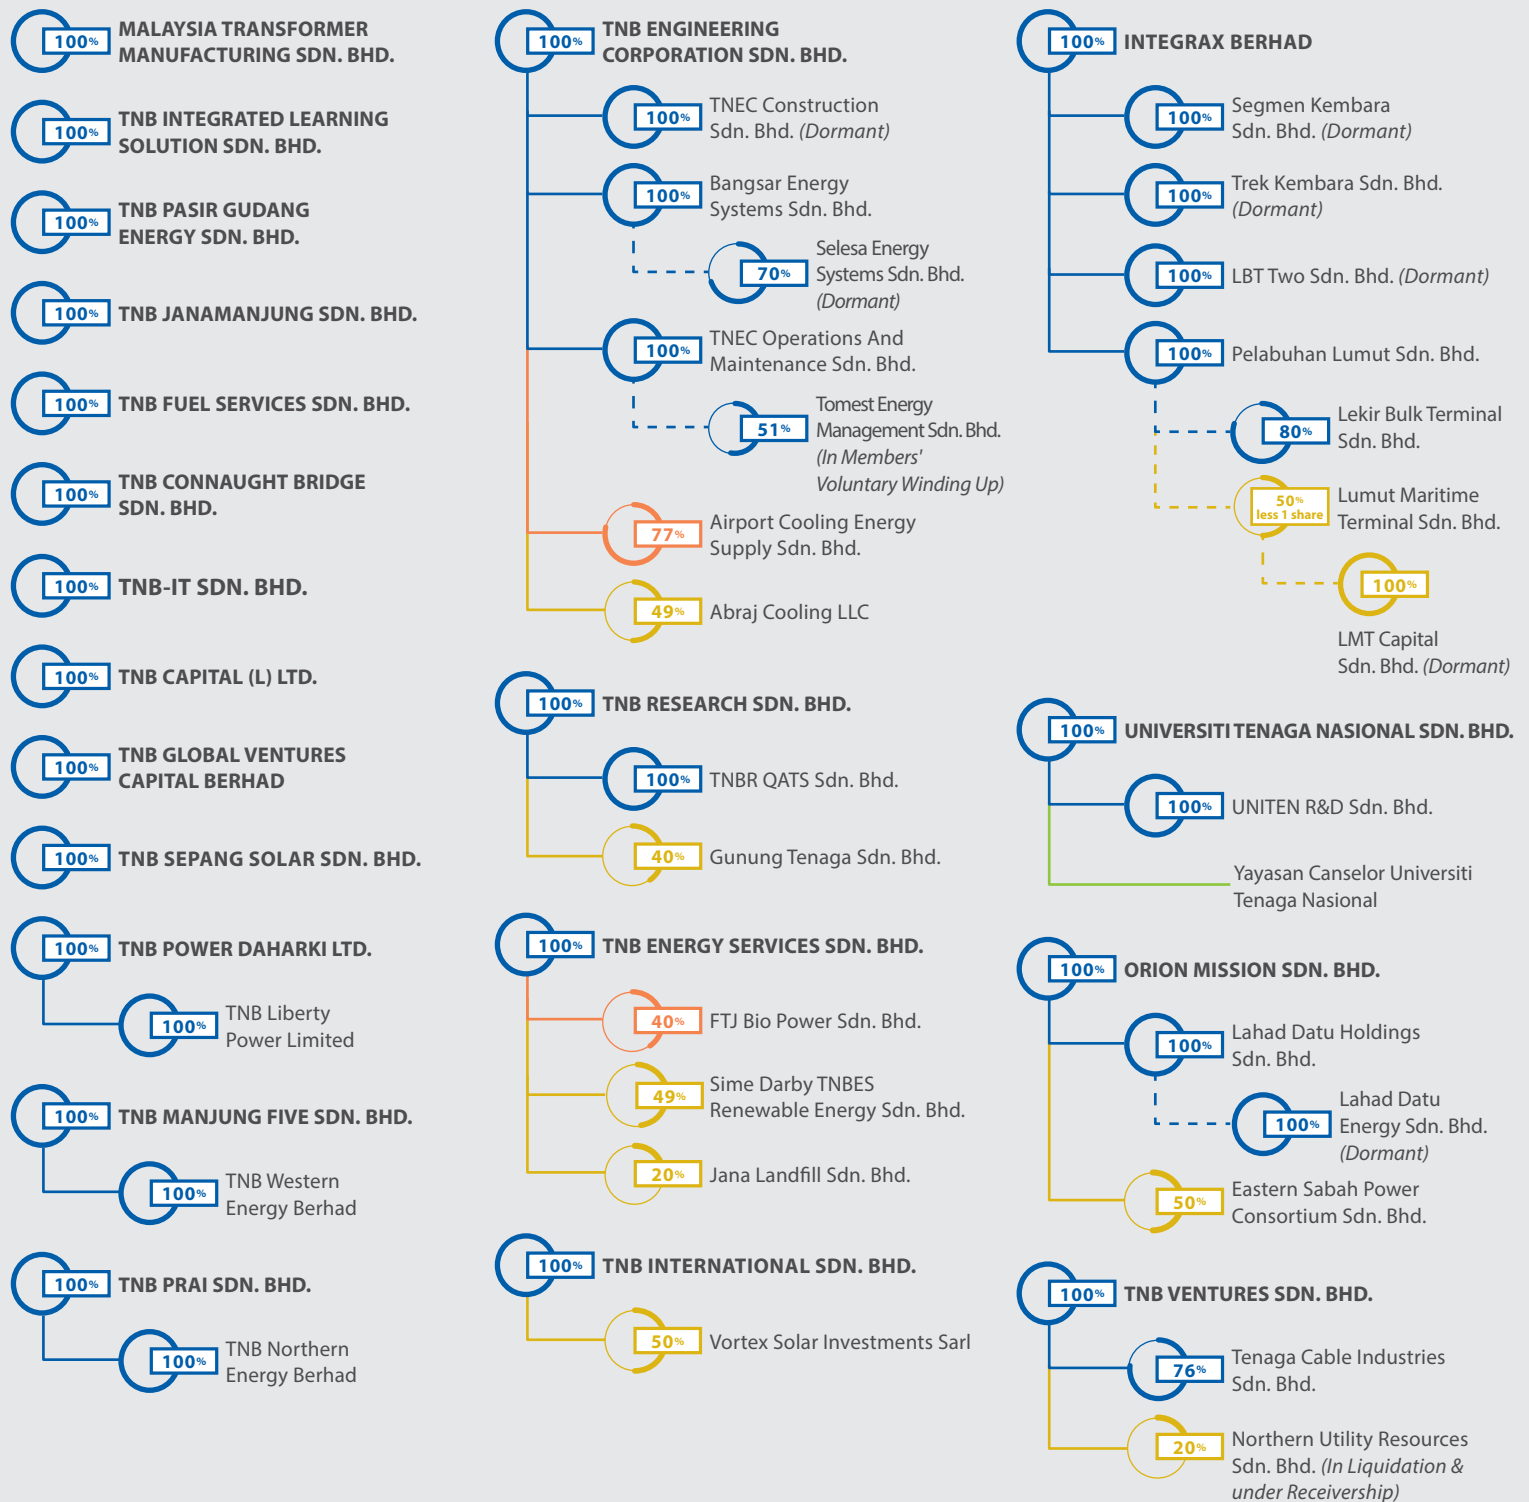 100%
MALAYSIA TRANSFORMER
MANUFACTURING SDN. BHD.
100%
TNB INTEGRATED LEARNING
SOLUTION SDN. BHD.
100%
TNB PASIR GUDANG
ENERGY SDN. BHD.
100%
TNB JANAMANJUNG SDN. BHD.
100%
TNB FUEL SERVICES SDN. BHD.
100%
TNB CONNAUGHT BRIDGE
SDN. BHD.
100%
TNB-IT SDN. BHD.
100%
TNB CAPITAL (L) LTD.
100%
TNB GLOBAL VENTURES
CAPITAL BERHAD
100%
TNB SEPANG SOLAR SDN. BHD.
100%
TNB POWER DAHARKI LTD.
100%
TNB Liberty
Power Limited
100%
TNB MANJUNG FIVE SDN. BHD.
100%
TNB Western
Energy Berhad
100%
TNB PRAI SDN. BHD.
100%
TNB Northern
Energy Berhad
100%
TNB ENGINEERING
CORPORATION SDN. BHD.
100%
TNEC Construction
Sdn. Bhd. (Dormant)
100%
Bangsar Energy
Systems Sdn. Bhd.
70%
Selesa Energy
Systems Sdn. Bhd.
(Dormant)
100%
TNEC Operations And
Maintenance Sdn. Bhd.
51%
Tomest Energy
Management Sdn. Bhd.
(In Members'
Voluntary Winding Up)
77%
Airport Cooling Energy
Supply Sdn. Bhd.
49%
Abraj Cooling LLC
100%
TNB RESEARCH SDN. BHD.
100%
TNBR QATS Sdn. Bhd.
40%
Gunung Tenaga Sdn. Bhd.
100%
TNB ENERGY SERVICES SDN. BHD.
40%
FTJ Bio Power Sdn. Bhd.
49%
Sime Darby TNBES
Renewable Energy Sdn. Bhd.
20%
Jana Landfill Sdn. Bhd.
100%
TNB INTERNATIONAL SDN. BHD.
50%
Vortex Solar Investments Sarl
100%
INTEGRAX BERHAD
100%
Segmen Kembara
Sdn. Bhd. (Dormant)
100%
Trek Kembara Sdn. Bhd.
(Dormant)
100%
LBT Two Sdn. Bhd. (Dormant)
100%
Pelabuhan Lumut Sdn. Bhd.
80%
Lekir Bulk Terminal
Sdn. Bhd.
50%
less 1 share
Lumut Maritime
Terminal Sdn. Bhd.
100%
LMT Capital
Sdn. Bhd. (Dormant)
100%
UNIVERSITI TENAGA NASIONAL SDN. BHD.
100%
UNITEN R&D Sdn. Bhd.
Yayasan Canselor Universiti
Tenaga Nasional
100%
ORION MISSION SDN. BHD.
100%
Lahad Datu Holdings
Sdn. Bhd.
100%
Lahad Datu
Energy Sdn. Bhd.
(Dormant)
50%
Eastern Sabah Power
Consortium Sdn. Bhd.
100%
TNB VENTURES SDN. BHD.
76%
Tenaga Cable Industries
Sdn. Bhd.
20%
Northern Utility Resources
Sdn. Bhd. (In Liquidation &
under Receivership)